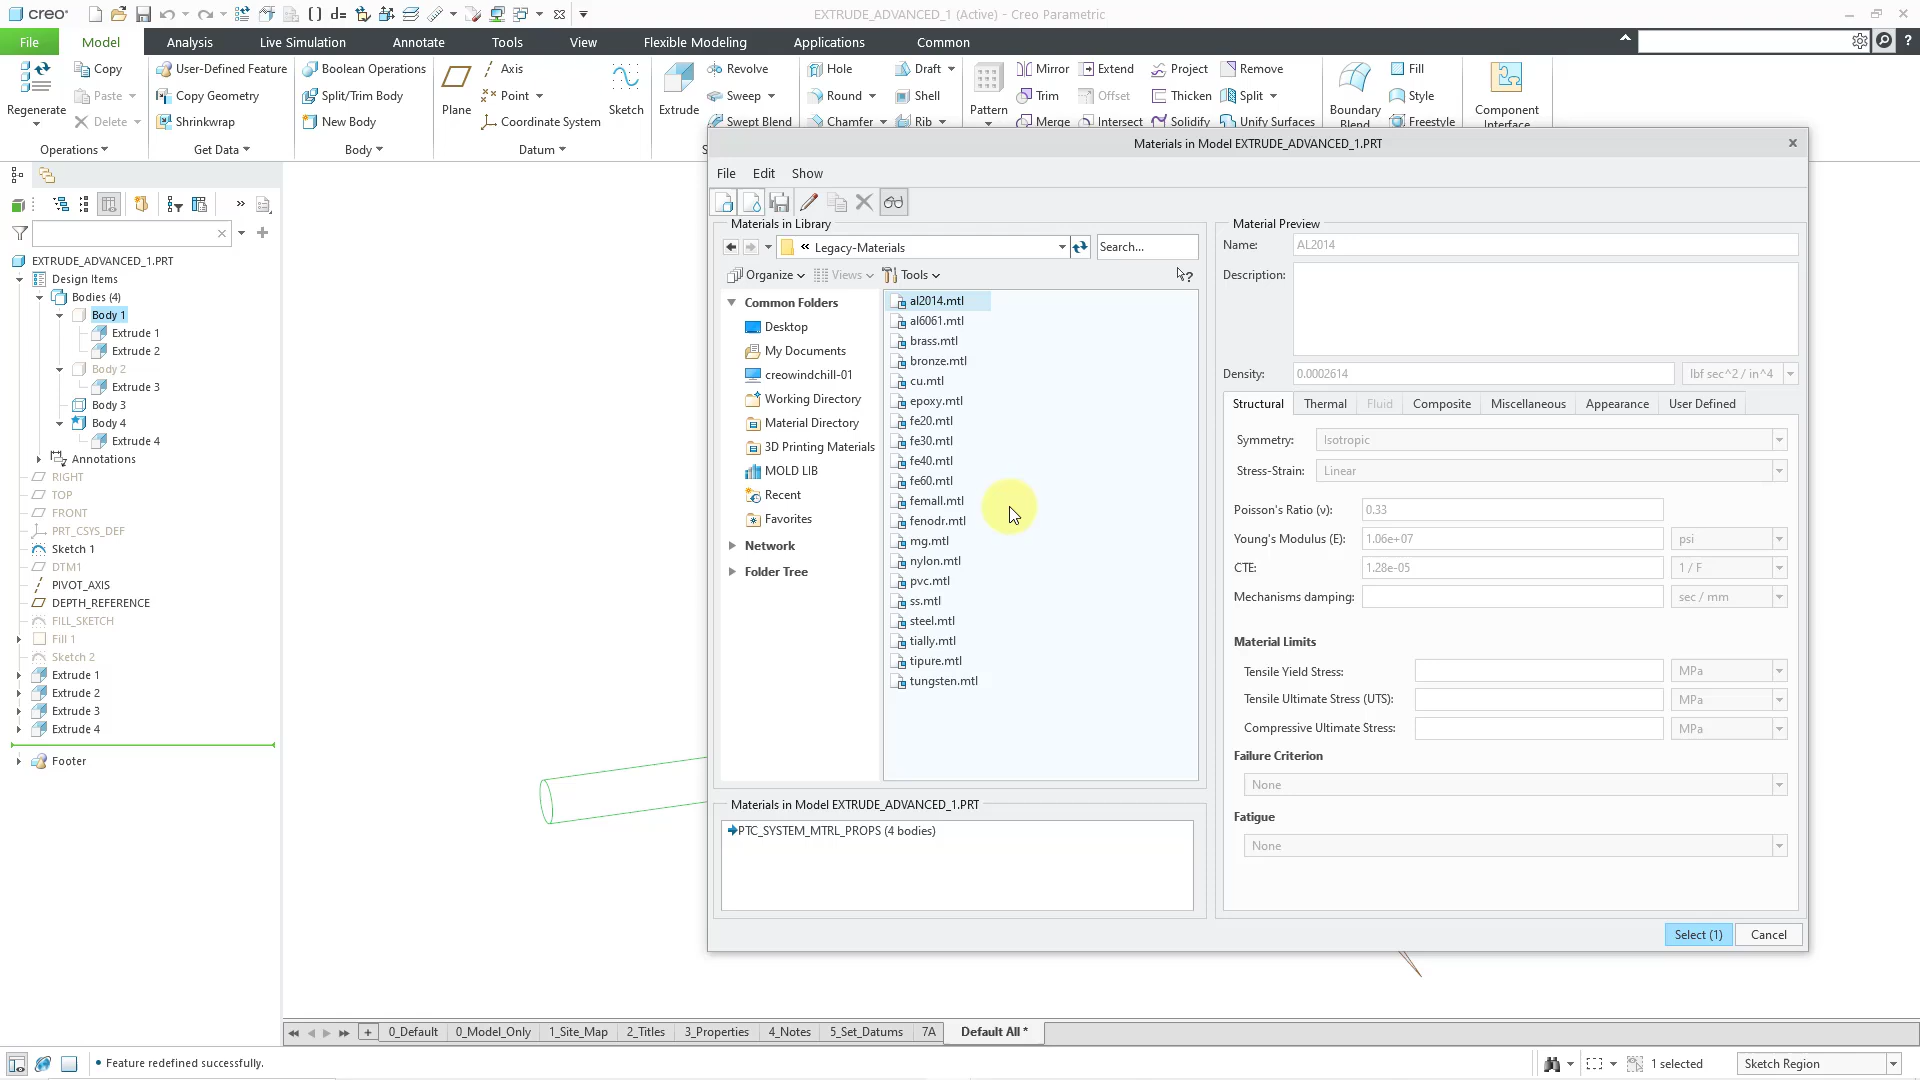 creo
EXTRUDE_ADVANCED_1 (Active) - Creo Parametric
File
Model
Analysis
Live Simulation
Annotate
Tools
View
Flexible Modeling
Applications
Common
Regenerate
Copy
Paste
Delete
Operations
User-Defined Feature
Copy Geometry
Shrinkwrap
Get Data
Boolean Operations
Split/Trim Body
New Body
Body
Plane
Axis
Point
Coordinate System
Sketch
Datum
Extrude
Revolve
Sweep
Swept Blend
S
Hole
Round
Chamfer
Draft
Shell
Rib
Pattern
Mirror
Trim
Merge
Extend
Offset
Intersect
Project
Thicken
Solidify
Remove
Split
Unify Surfaces
Boundary
Blend
Fill
Style
Freestyle
Component
Interface
EXTRUDE_ADVANCED_1.PRT
Design Items
Bodies (4)
Body 1
Extrude 1
Extrude 2
Body 2
Extrude 3
Body 3
Body 4
Extrude 4
Annotations
RIGHT
TOP
FRONT
PRT_CSYS_DEF
Sketch 1
DTM1
PIVOT_AXIS
DEPTH_REFERENCE
FILL_SKETCH
Fill 1
Sketch 2
Extrude 1
Extrude 2
Extrude 3
Extrude 4
Footer
Materials in Model EXTRUDE_ADVANCED_1.PRT
File
Edit
Show
Materials in Library
« Legacy-Materials
Search...
Organize
Views
Tools
Common Folders
Desktop
My Documents
creowindchill-01
Working Directory
Material Directory
3D Printing Materials
MOLD LIB
Recent
Favorites
Network
Folder Tree
al2014.mtl
al6061.mtl
brass.mtl
bronze.mtl
cu.mtl
epoxy.mtl
fe20.mtl
fe30.mtl
fe40.mtl
fe60.mtl
femall.mtl
fenodr.mtl
mg.mtl
nylon.mtl
pvc.mtl
ss.mtl
steel.mtl
tially.mtl
tipure.mtl
tungsten.mtl
Materials in Model EXTRUDE_ADVANCED_1.PRT
PTC_SYSTEM_MTRL_PROPS (4 bodies)
Material Preview
Name: AL2014
Description:
Density: 0.0002614 lbf sec^2 / in^4
Structural
Thermal
Fluid
Composite
Miscellaneous
Appearance
User Defined
Symmetry: Isotropic
Stress-Strain: Linear
Poisson's Ratio (ν): 0.33
Young's Modulus (E): 1.06e+07 psi
CTE: 1.28e-05 1 / F
Mechanisms damping: sec / mm
Material Limits
Tensile Yield Stress: MPa
Tensile Ultimate Stress (UTS): MPa
Compressive Ultimate Stress: MPa
Failure Criterion
None
Fatigue
None
Select (1)
Cancel
0_Default
0_Model_Only
1_Site_Map
2_Titles
3_Properties
4_Notes
5_Set_Datums
7A
Default All *
• Feature redefined successfully.
1 selected
Sketch Region